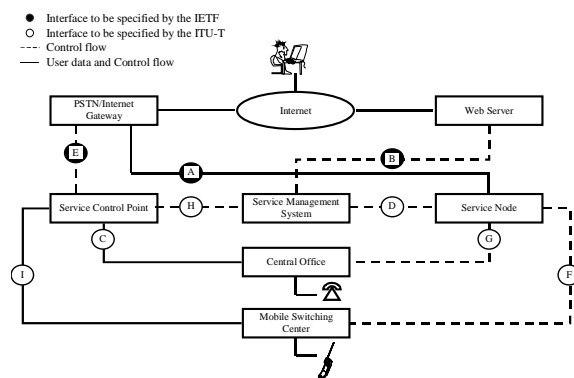 Interface to be specified by the IETF
Interface to be specified by the ITU-T
Control flow
User data and Control flow
PSTN/Internet
Gateway
Internet
Web Server
E
B
A
Service Control Point
H
Service Management
System
D
Service Node
C
G
I
Central Office
F
Mobile Switching
Center